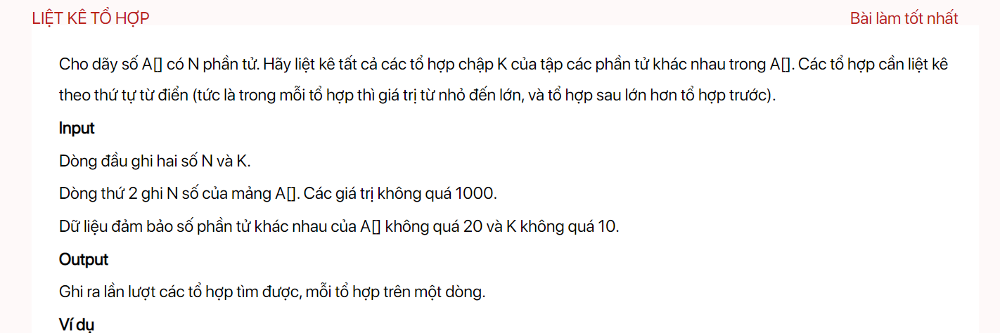 LIỆT KÊ TỔ HỢP
Bài làm tốt nhất
Cho dãy số A[] có N phần tử. Hãy liệt kê tất cả các tổ hợp chập K của tập các phần tử khác nhau trong A[]. Các tổ hợp cần liệt kê
theo thứ tự từ điển (tức là trong mỗi tổ hợp thì giá trị từ nhỏ đến lớn, và tổ hợp sau lớn hơn tổ hợp trước).
Input
Dòng đầu ghi hai số N và K.
Dòng thứ 2 ghi N số của mảng A[]. Các giá trị không quá 1000.
Dữ liệu đảm bảo số phần tử khác nhau của A[] không quá 20 và K không quá 10.
Output
Ghi ra lần lượt các tổ hợp tìm được, mỗi tổ hợp trên một dòng.
Ví dụ